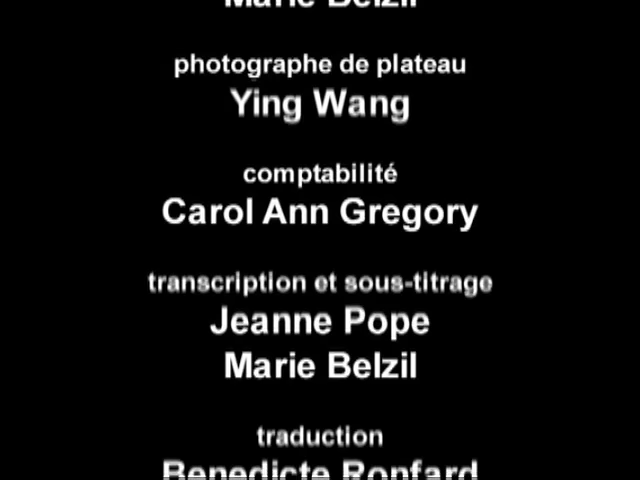 Marie Belzil
photographe de plateau
Ying Wang
comptabilité
Carol Ann Gregory
transcription et sous-titrage
Jeanne Pope
Marie Belzil
traduction
Benedicte Ronfard